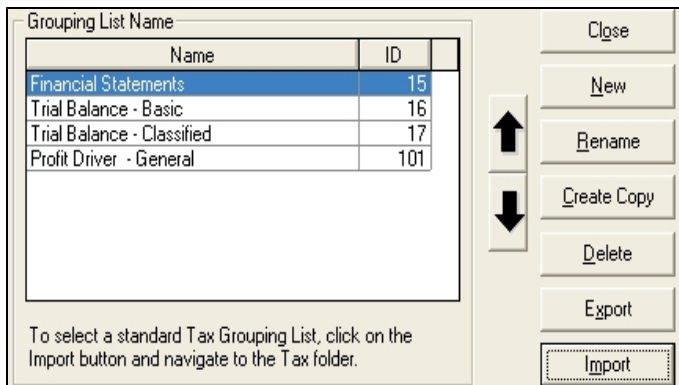 Grouping List Name
Name ID
Financial Statements 15
Trial Balance - Basic 16
Trial Balance - Classified 17
Profit Driver - General 101
To select a standard Tax Grouping List, click on the
Import button and navigate to the Tax folder.
Close
New
Rename
Create Copy
Delete
Export
Import